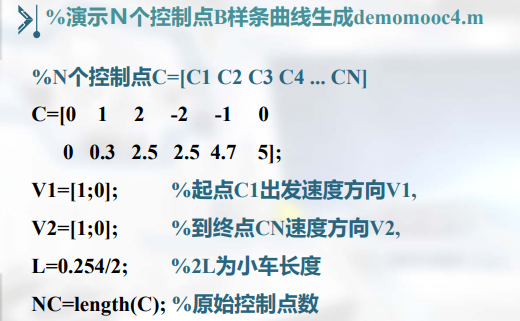 %演示N个控制点B样条曲线生成demomooc4.m
%N个控制点C=[C1 C2 C3 C4 ... CN]
C=[0 1 2 -2 -1 0
0 0.3 2.5 2.5 4.7 5];
V1=[1;0]; %起点C1出发速度方向V1,
V2=[1;0]; %到终点CN速度方向V2,
L=0.254/2; %2L为小车长度
NC=length(C); %原始控制点数